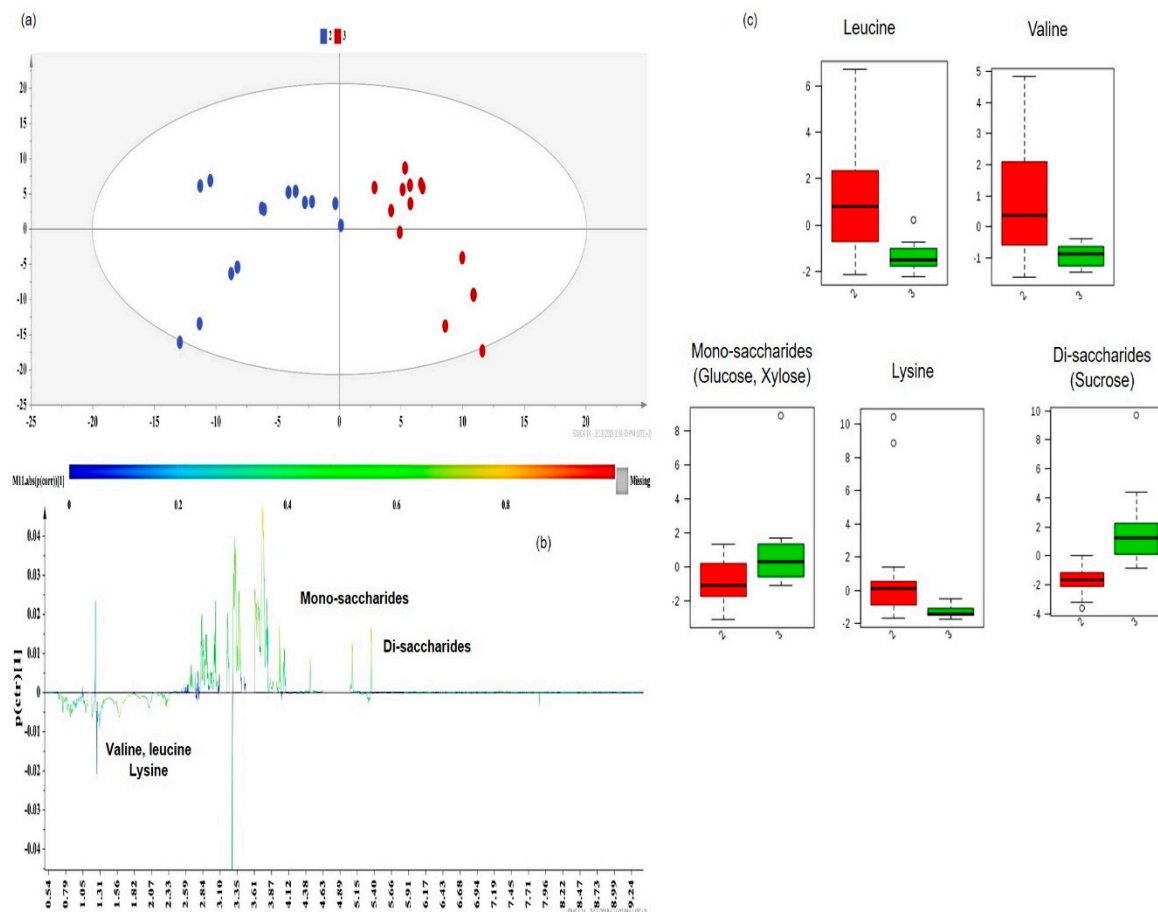 (a)
2 3
20
15
10
5
0
-5
-10
-15
-20
-25
-25 -20 -15 -10 -5 0 5 10 15 20
M1 Labs(p(corr))[1]
0 0.2 0.4 0.6 0.8
Missing
(b)
p(ctr)[1]
0.04
0.03
0.02
0.01
0
-0.01
-0.02
-0.03
-0.04
Mono-saccharides
Di-saccharides
Valine, leucine
Lysine
0.54 0.79 1.05 1.31 1.56 1.82 2.07 2.33 2.59 2.84 3.10 3.35 3.61 3.87 4.12 4.38 4.63 4.89 5.15 5.40 5.91 6.17 6.43 6.68 6.94 7.19 7.45 7.71 7.96 8.22 8.47 8.73 8.99 9.24
(c)
Leucine
6
4
2
0
-2
2 3
Valine
5
4
3
2
1
0
-1
2 3
Mono-saccharides
(Glucose, Xylose)
8
6
4
2
0
-2
2 3
Lysine
10
8
6
4
2
0
-2
2 3
Di-saccharides
(Sucrose)
10
8
6
4
2
0
-2
-4
2 3